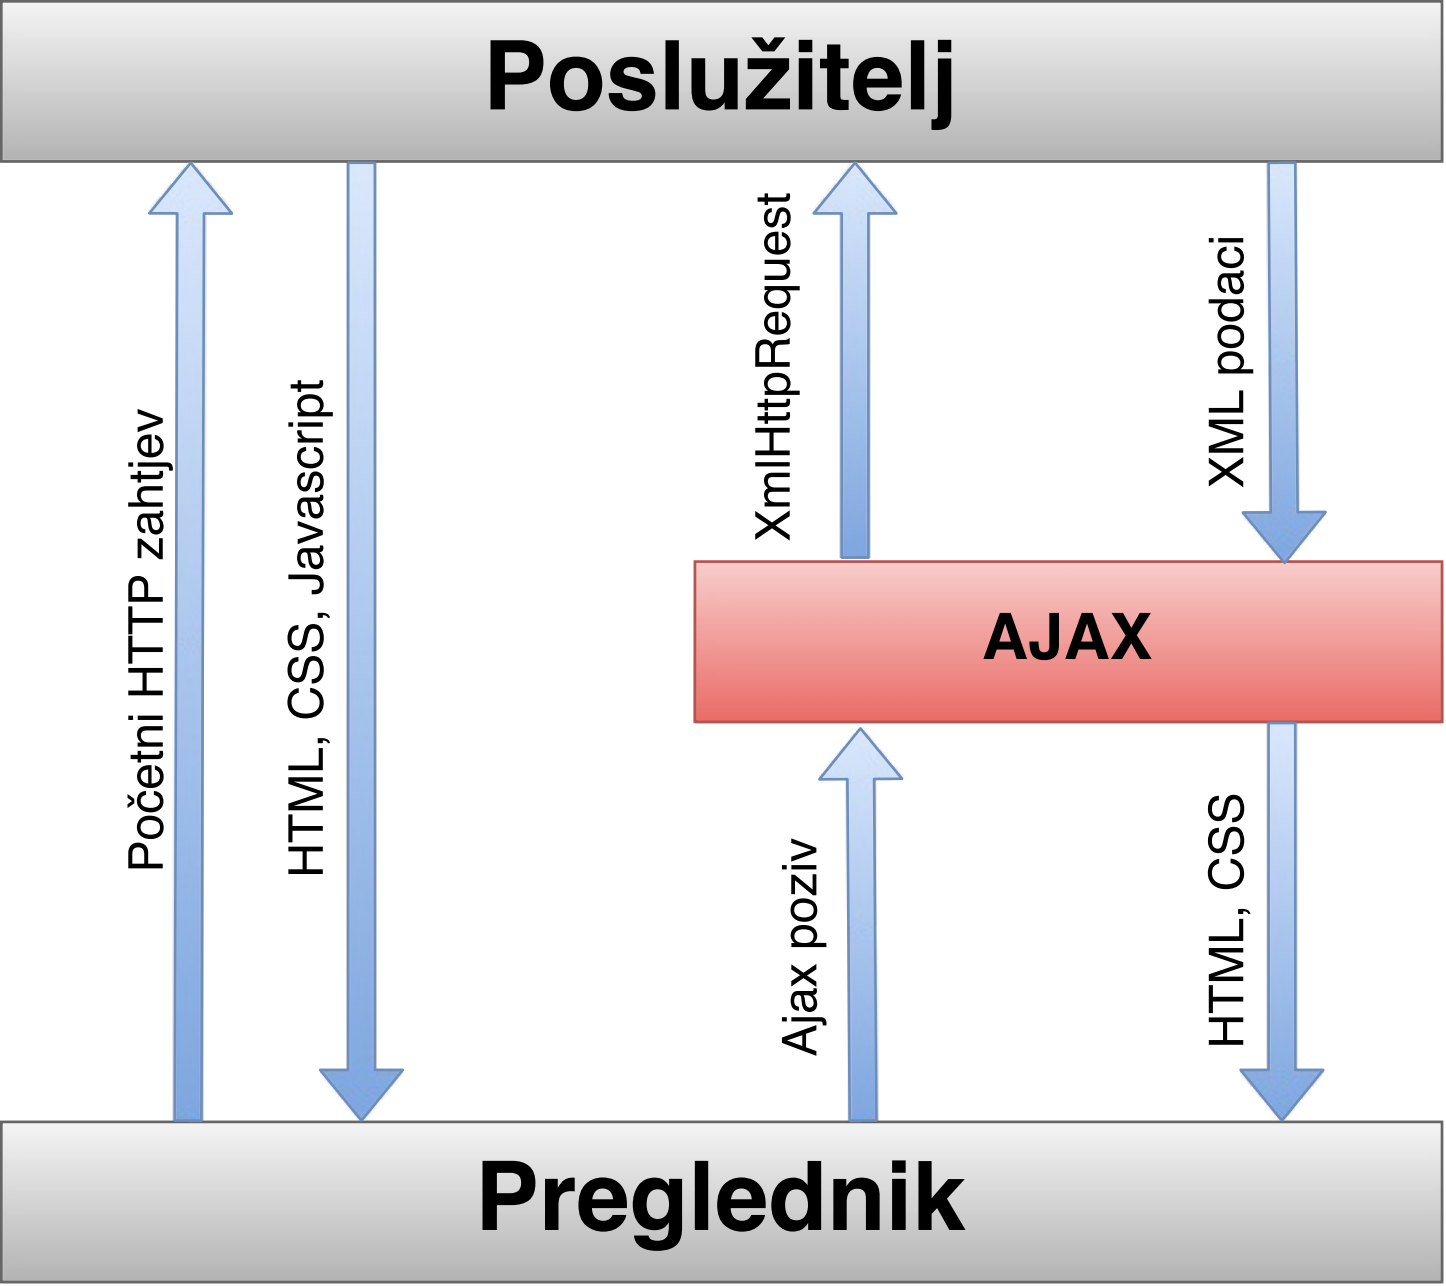 Poslužitelj
Početni HTTP zahtjev
HTML, CSS, Javascript
XmlHttpRequest
XML podaci
AJAX
Ajax poziv
HTML, CSS
Preglednik